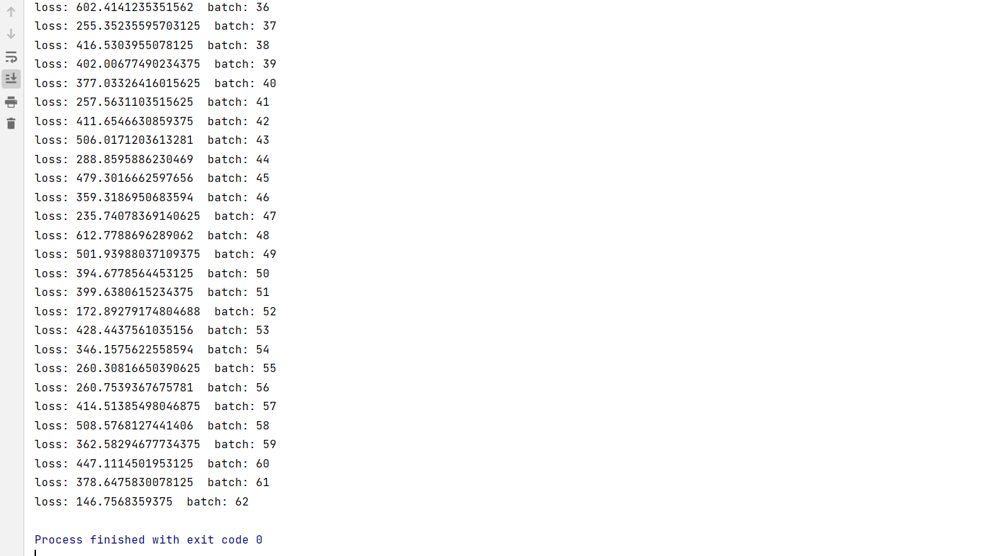 loss: 602.4141235351562  batch: 36
loss: 255.35235595703125  batch: 37
loss: 416.5303955078125  batch: 38
loss: 402.00677490234375  batch: 39
loss: 377.03326416015625  batch: 40
loss: 257.5631103515625  batch: 41
loss: 411.6546630859375  batch: 42
loss: 506.0171203613281  batch: 43
loss: 288.8595886230469  batch: 44
loss: 479.3016662597656  batch: 45
loss: 359.3186950683594  batch: 46
loss: 235.74078369140625  batch: 47
loss: 612.7788696289062  batch: 48
loss: 501.93988037109375  batch: 49
loss: 394.6778564453125  batch: 50
loss: 399.6380615234375  batch: 51
loss: 172.89279174804688  batch: 52
loss: 428.4437561035156  batch: 53
loss: 346.1575622558594  batch: 54
loss: 260.30816650390625  batch: 55
loss: 260.7539367675781  batch: 56
loss: 414.51385498046875  batch: 57
loss: 508.5768127441406  batch: 58
loss: 362.58294677734375  batch: 59
loss: 447.1114501953125  batch: 60
loss: 378.6475830078125  batch: 61
loss: 146.7568359375  batch: 62
Process finished with exit code 0